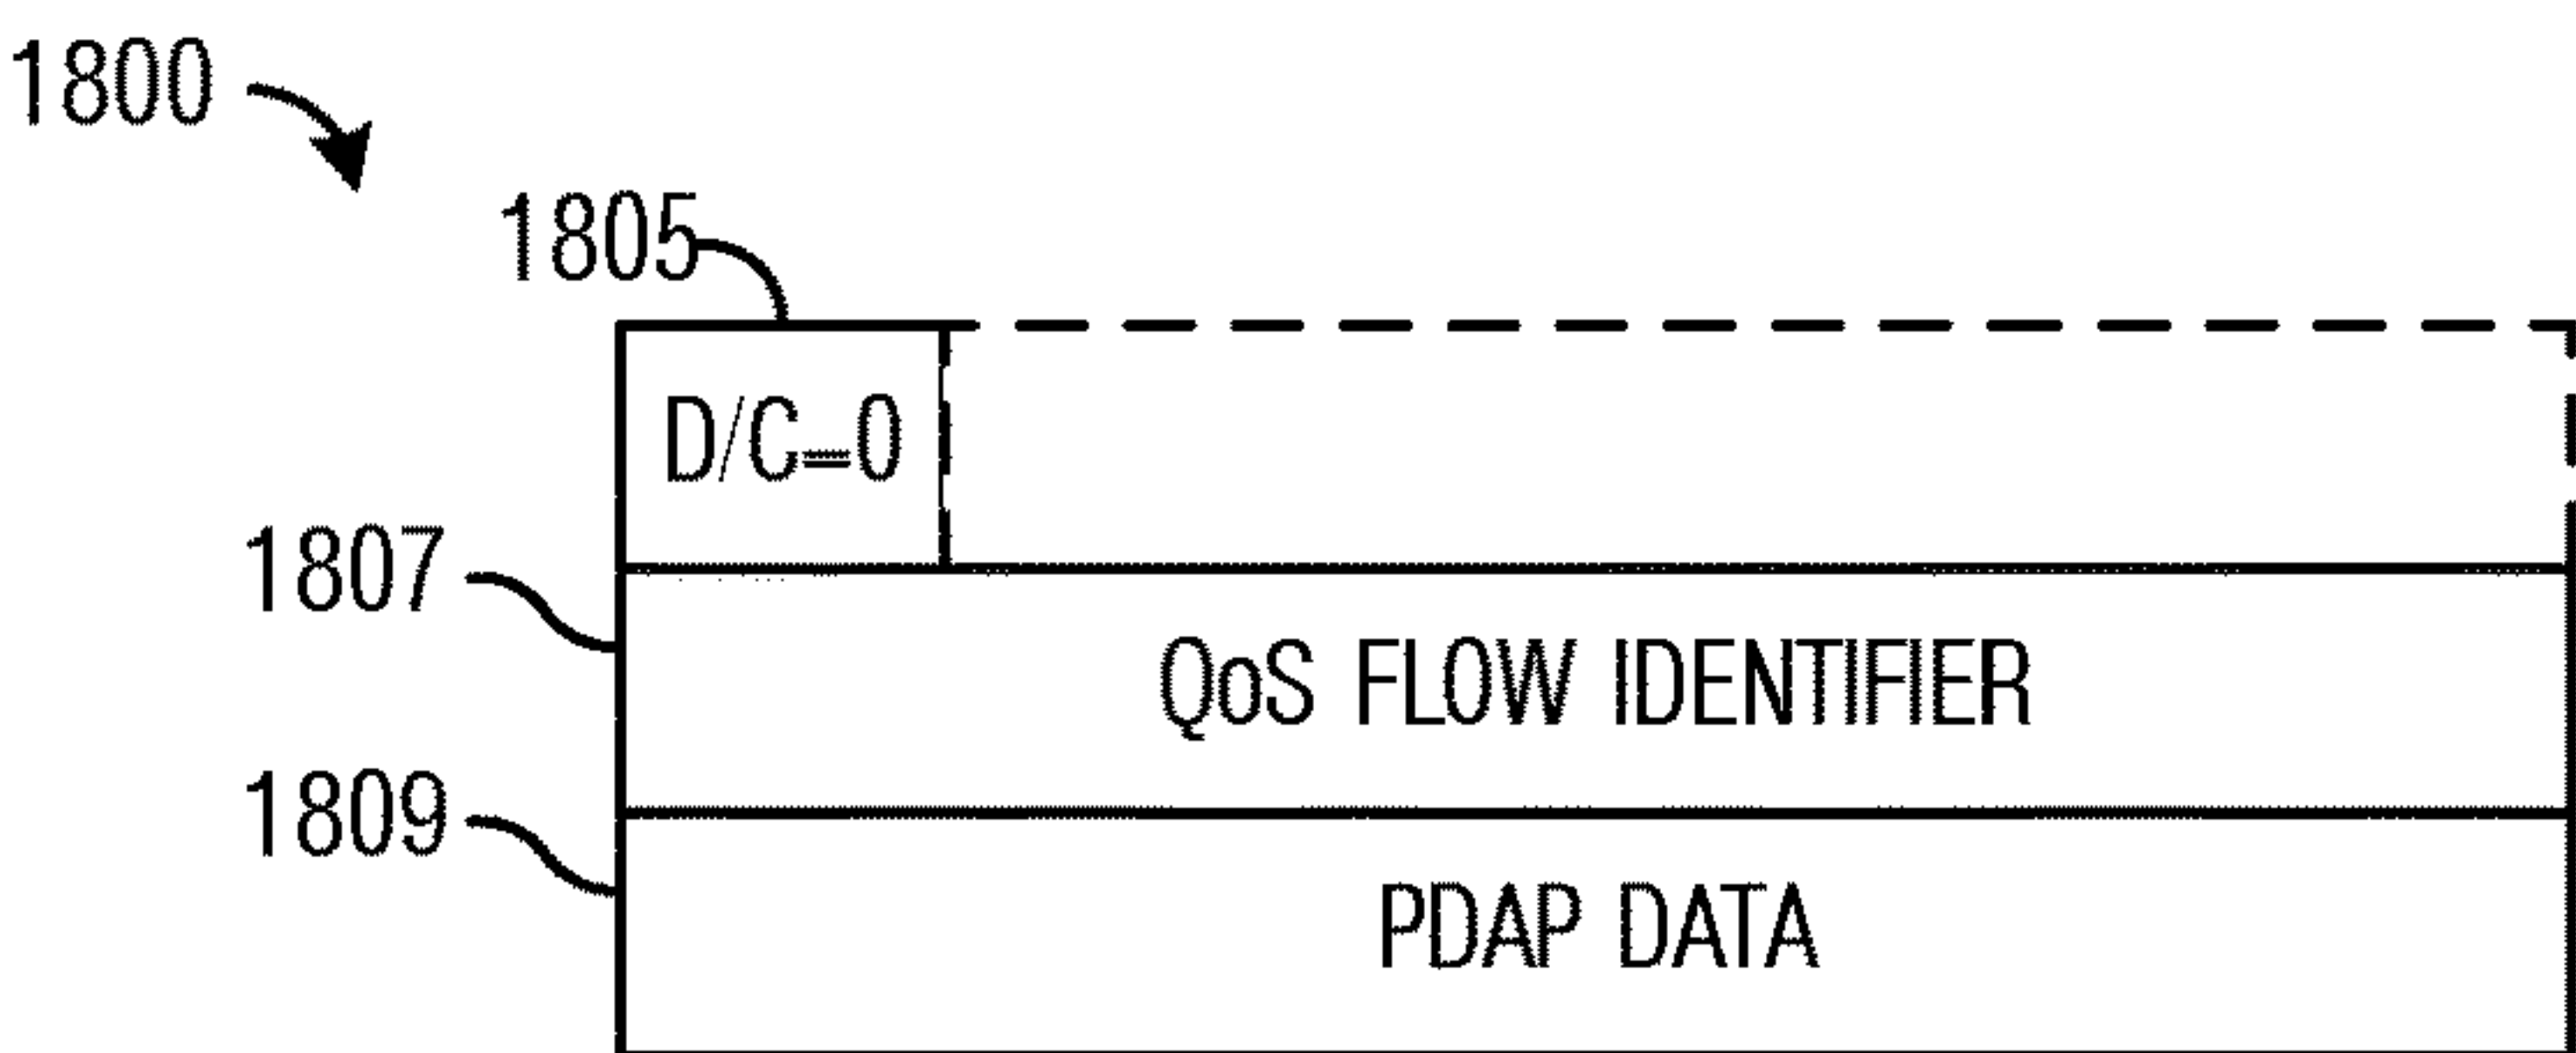 1800
1805
D/C=0
1807
QoS FLOW IDENTIFIER
1809
PDAP DATA